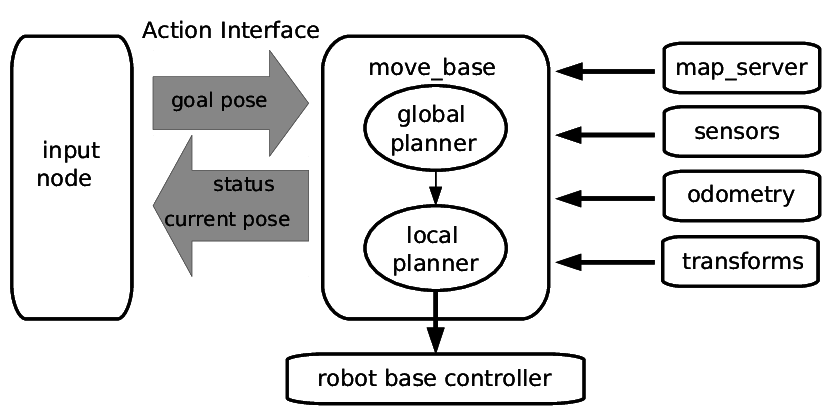 Action Interface
input
node
goal pose
status
current pose
move_base
global
planner
local
planner
map_server
sensors
odometry
transforms
robot base controller